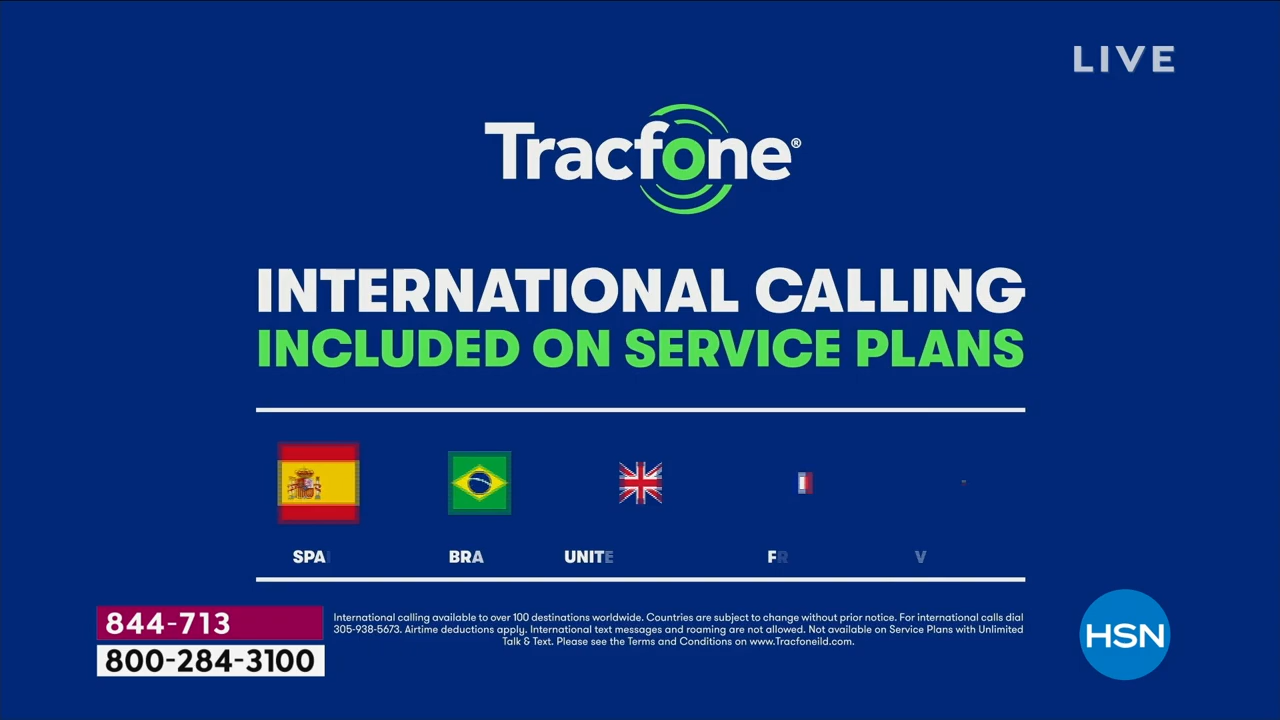 LIVE
Tracfone®
INTERNATIONAL CALLING
INCLUDED ON SERVICE PLANS
SPAI
BRA
UNITE
FR
V
844-713
800-284-3100
International calling available to over 100 destinations worldwide. Countries are subject to change without prior notice. For international calls dial
305-938-5673. Airtime deductions apply. International text messages and roaming are not allowed. Not available on Service Plans with Unlimited
Talk & Text. Please see the Terms and Conditions on www.Tracfoneild.com.
HSN